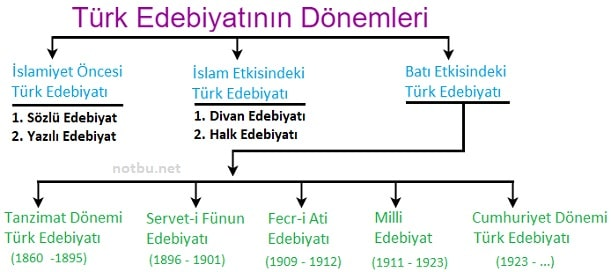 Türk Edebiyatının Dönemleri
İslamiyet Öncesi
Türk Edebiyatı
1. Sözlü Edebiyat
2. Yazılı Edebiyat
İslam Etkisindeki
Türk Edebiyatı
1. Divan Edebiyatı
2. Halk Edebiyatı
Batı Etkisindeki
Türk Edebiyatı
notbu.net
Tanzimat Dönemi
Türk Edebiyatı
(1860 -1895)
Servet-i Fünun
Edebiyatı
(1896 - 1901)
Fecr-i Ati
Edebiyatı
(1909 - 1912)
Milli
Edebiyat
(1911 - 1923)
Cumhuriyet Dönemi
Türk Edebiyatı
(1923 - ...)